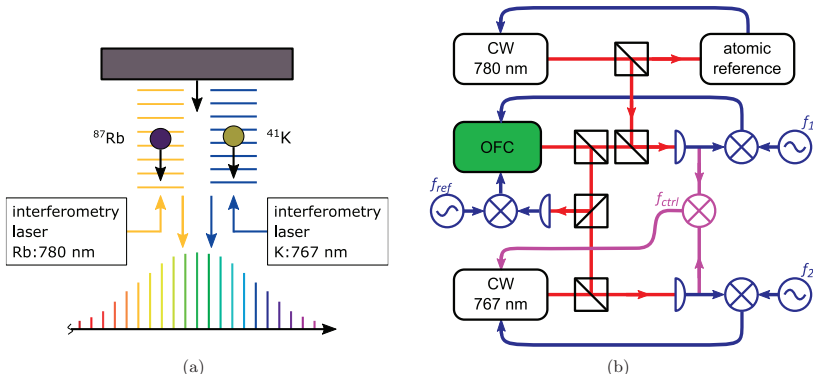 (b)
CW
780 nm
atomic
reference
⁸⁷Rb
⁴¹K
OFC
f1
interferometry
laser
Rb:780 nm
interferometry
laser
K:767 nm
fref
fctrl
CW
767 nm
f2
(a)
(b)